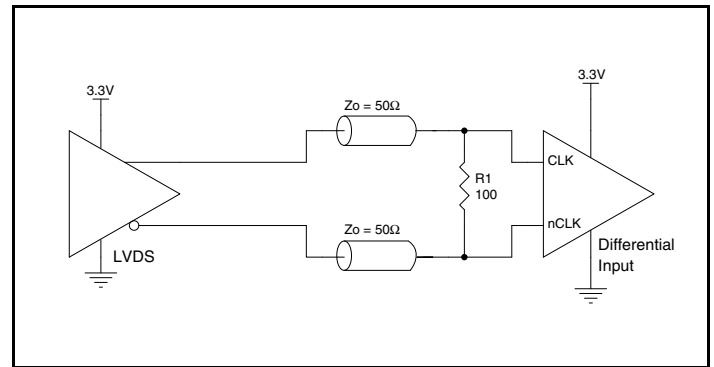 3.3V
Zo = 50Ω
3.3V
CLK
R1
100
Zo = 50Ω
nCLK
LVDS
Differential
Input